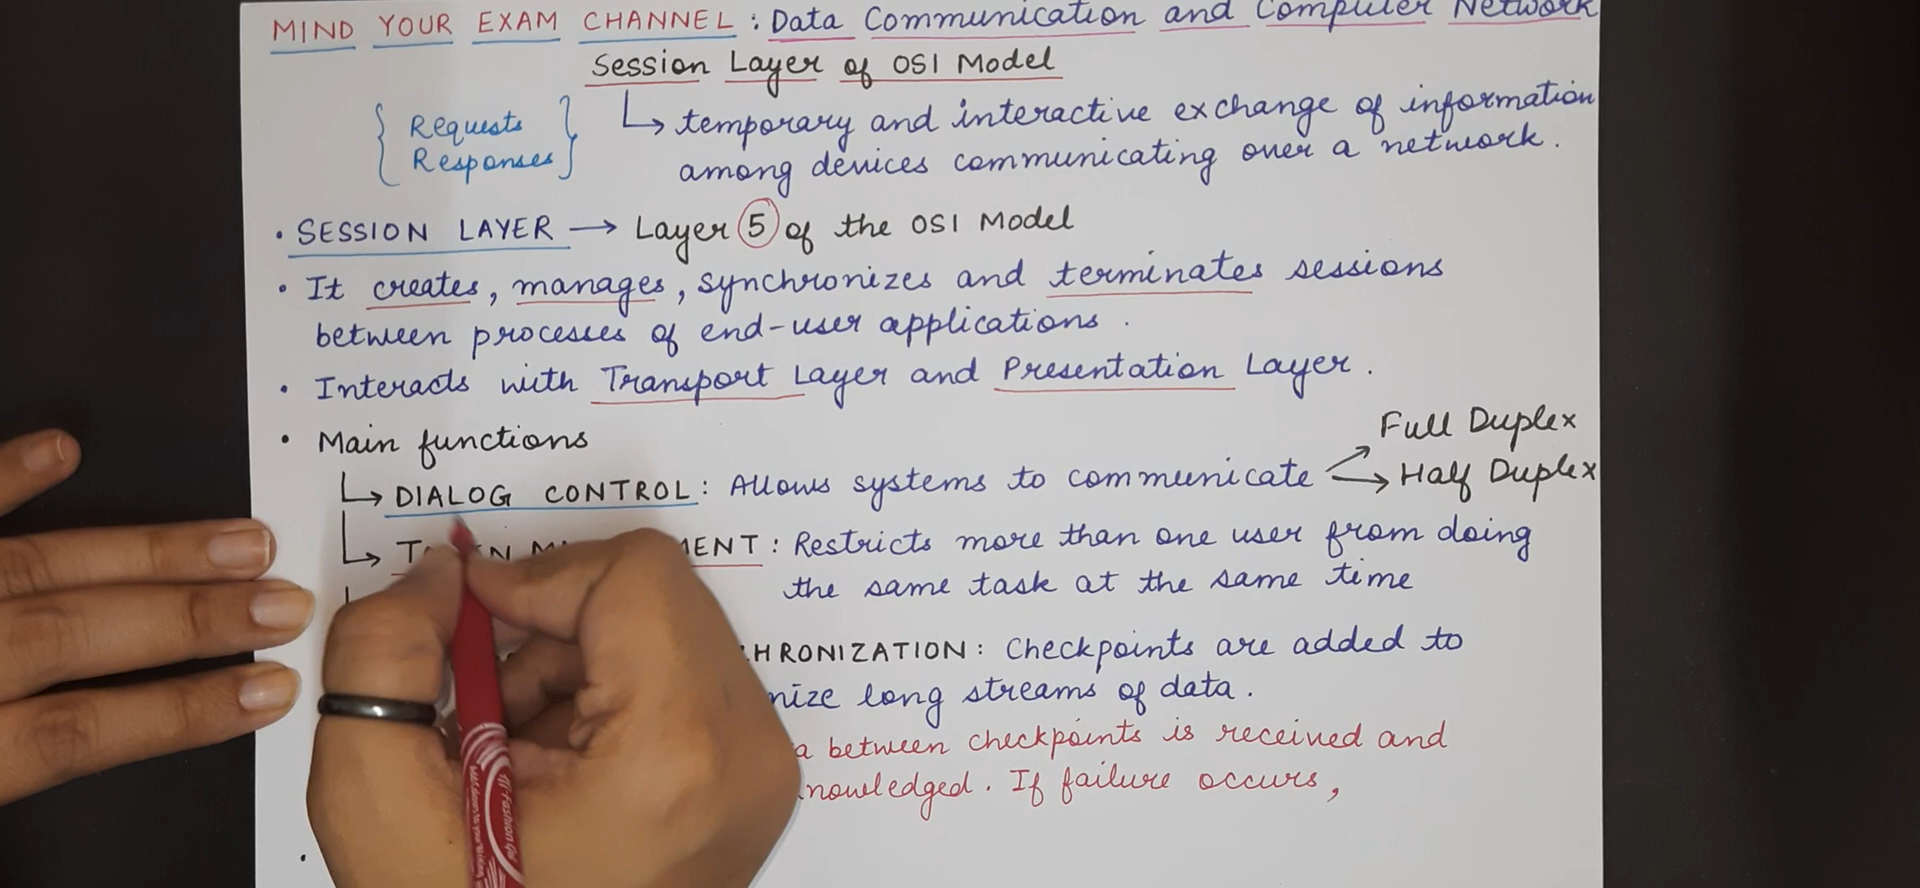 MIND YOUR EXAM CHANNEL : Data Communication and Computer Network
Session Layer of OSI Model
{ Requests Responses }
↳ temporary and interactive exchange of information
among devices communicating over a network.
• SESSION LAYER → Layer 5 of the OSI Model
• It creates, manages, synchronizes and terminates sessions
between processes of end-user applications.
• Interacts with Transport Layer and Presentation Layer.
• Main functions
Full Duplex
↳ DIALOG CONTROL : Allows systems to communicate → Half Duplex
: Restricts more than one user from doing
the same task at the same time
HRONIZATION : Checkpoints are added to
nize long streams of data.
between checkpoints is received and
nowledged. If failure occurs,